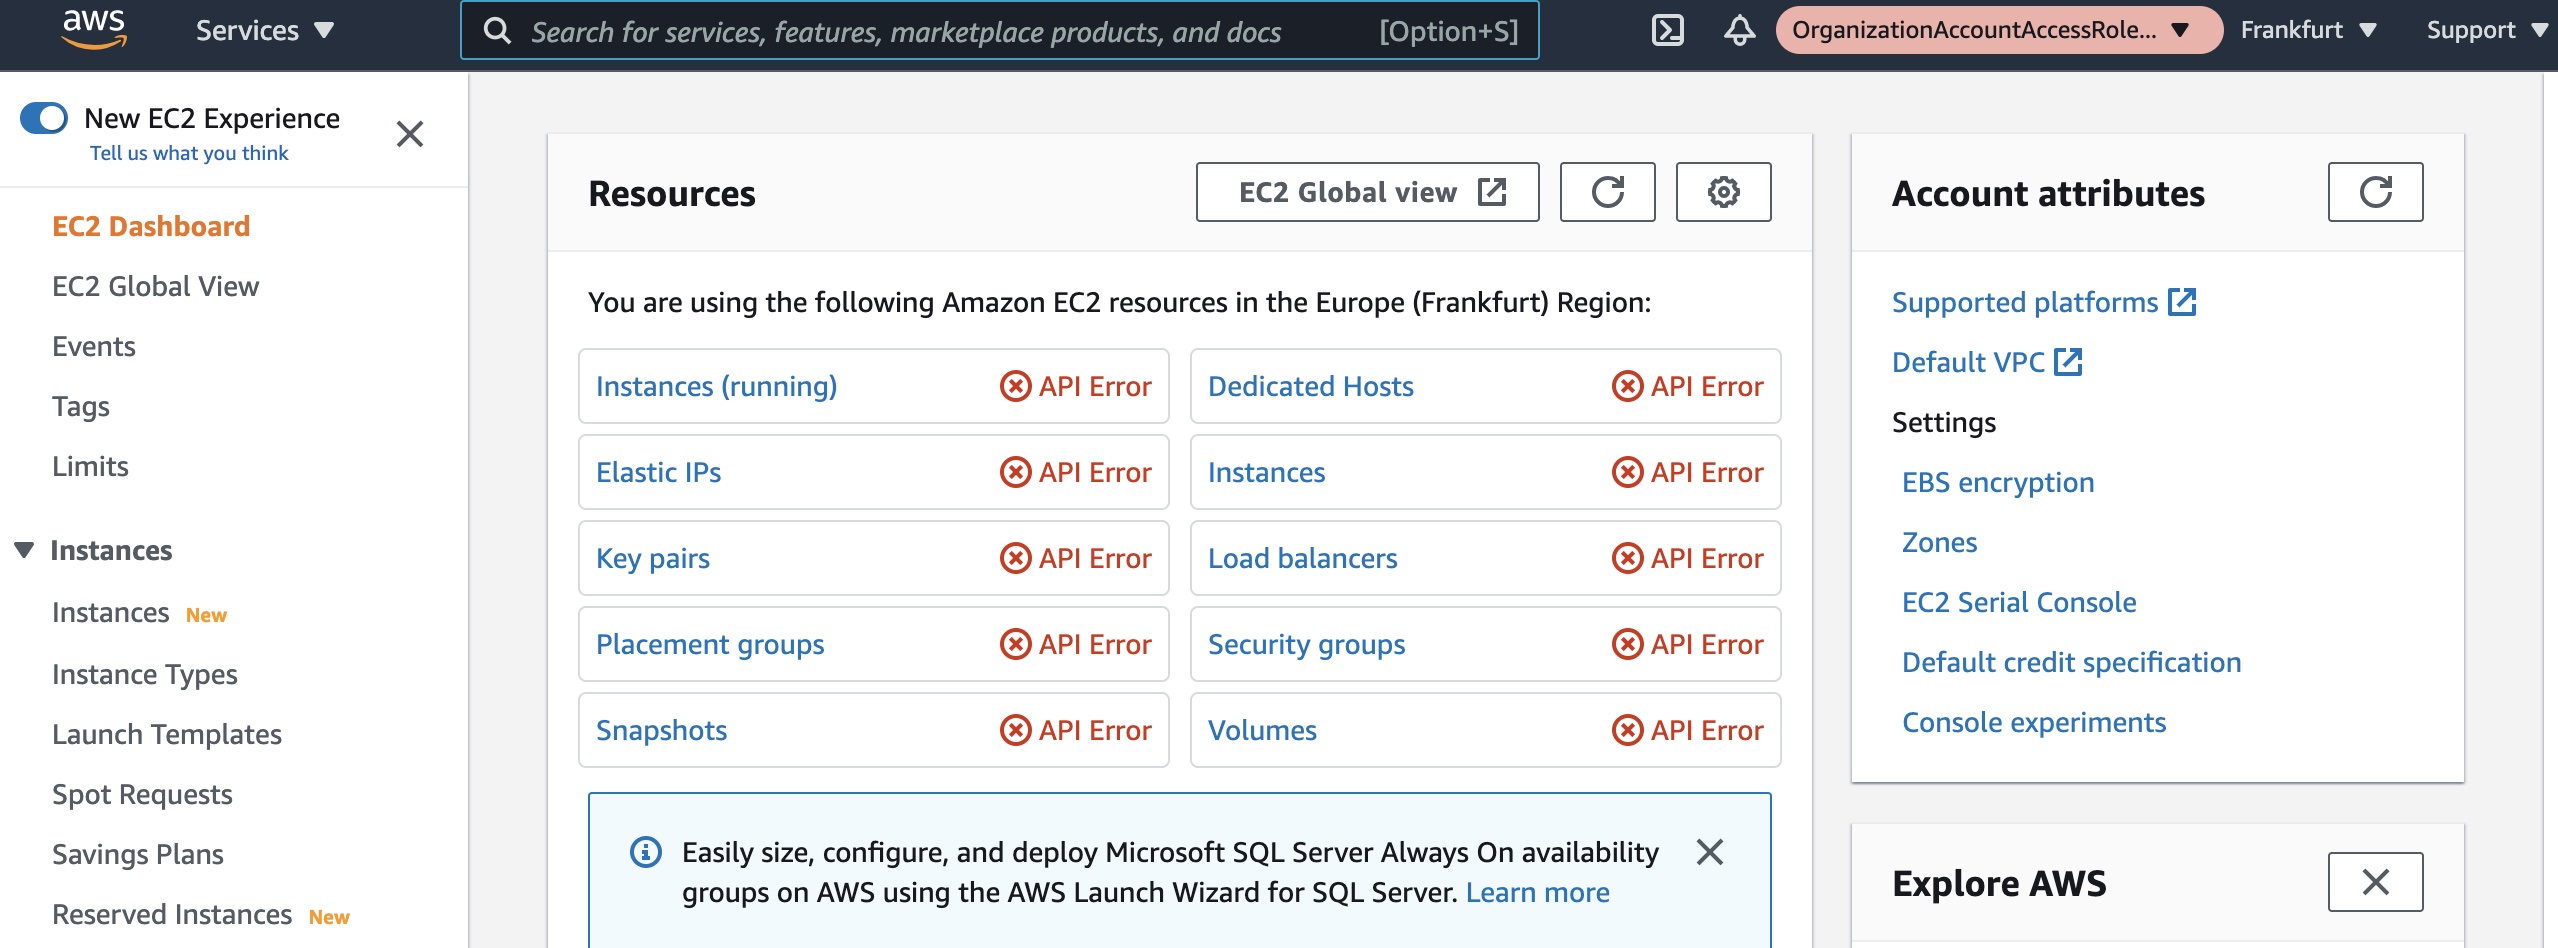 aws
Services
Search for services, features, marketplace products, and docs
[Option+S]
OrganizationAccountAccessRole...
Frankfurt
Support
New EC2 Experience
Tell us what you think
EC2 Dashboard
EC2 Global View
Events
Tags
Limits
Instances
Instances New
Instance Types
Launch Templates
Spot Requests
Savings Plans
Reserved Instances New
Resources
EC2 Global view
You are using the following Amazon EC2 resources in the Europe (Frankfurt) Region:
Instances (running) API Error
Dedicated Hosts API Error
Elastic IPs API Error
Instances API Error
Key pairs API Error
Load balancers API Error
Placement groups API Error
Security groups API Error
Snapshots API Error
Volumes API Error
Easily size, configure, and deploy Microsoft SQL Server Always On availability
groups on AWS using the AWS Launch Wizard for SQL Server. Learn more
Account attributes
Supported platforms
Default VPC
Settings
EBS encryption
Zones
EC2 Serial Console
Default credit specification
Console experiments
Explore AWS